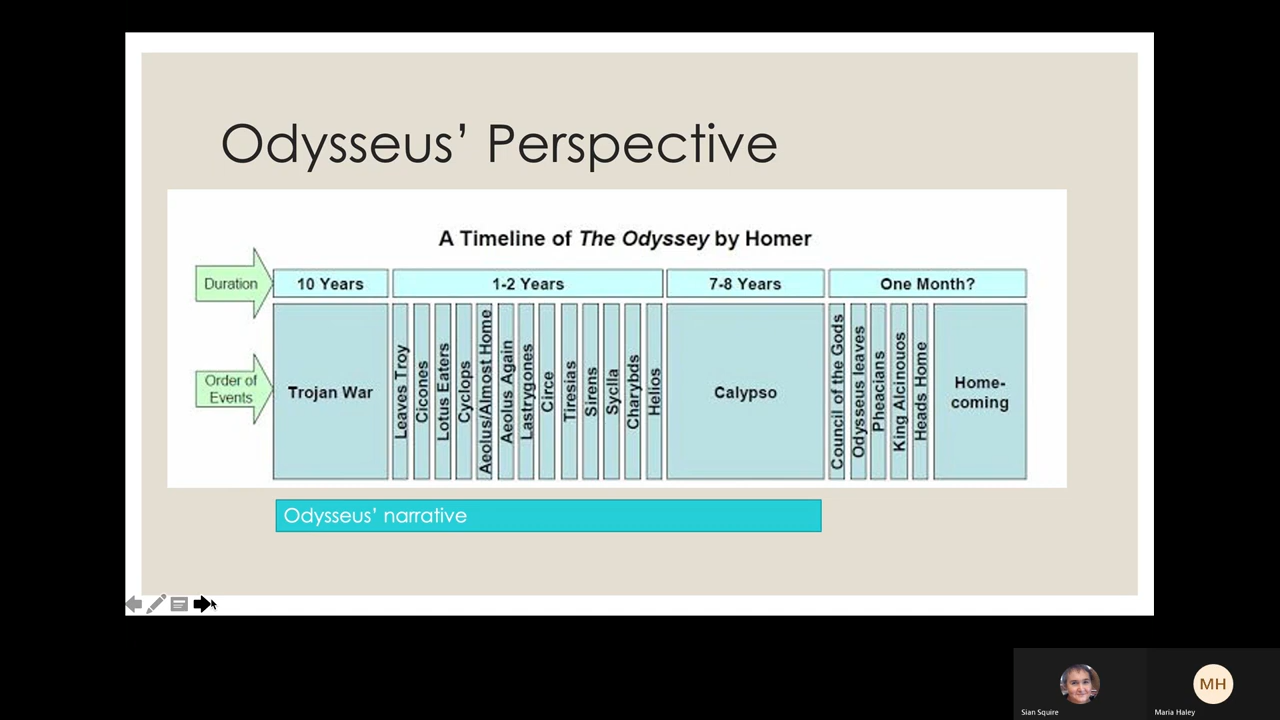 Odysseus’ Perspective
A Timeline of The Odyssey by Homer
Duration
10 Years
1-2 Years
7-8 Years
One Month?
Order of
Events
Trojan War
Leaves Troy
Cicones
Lotus Eaters
Cyclops
Aeolus/Almost Home
Aeolus Again
Lastrygones
Circe
Tiresias
Sirens
Syclla
Charybds
Helios
Calypso
Council of the Gods
Odysseus leaves
Pheacians
King Alcinouos
Heads Home
Home-
coming
Odysseus’ narrative
MH
Sian Squire
Maria Haley